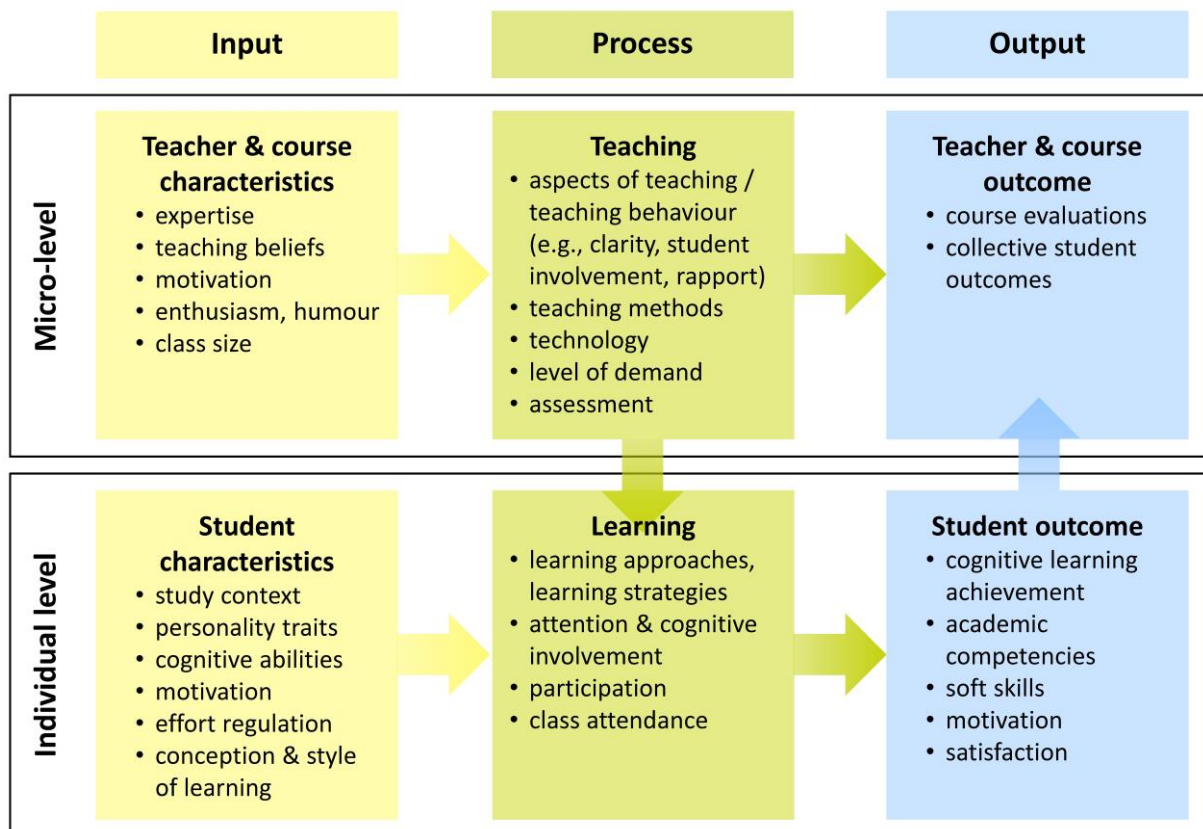 Input
Process
Output
Micro-level
Teacher & course
characteristics
• expertise
• teaching beliefs
• motivation
• enthusiasm, humour
• class size
Teaching
• aspects of teaching /
teaching behaviour
(e.g., clarity, student
involvement, rapport)
• teaching methods
• technology
• level of demand
• assessment
Teacher & course
outcome
• course evaluations
• collective student
outcomes
Individual level
Student
characteristics
• study context
• personality traits
• cognitive abilities
• motivation
• effort regulation
• conception & style
of learning
Learning
• learning approaches,
learning strategies
• attention & cognitive
involvement
• participation
• class attendance
Student outcome
• cognitive learning
achievement
• academic
competencies
• soft skills
• motivation
• satisfaction